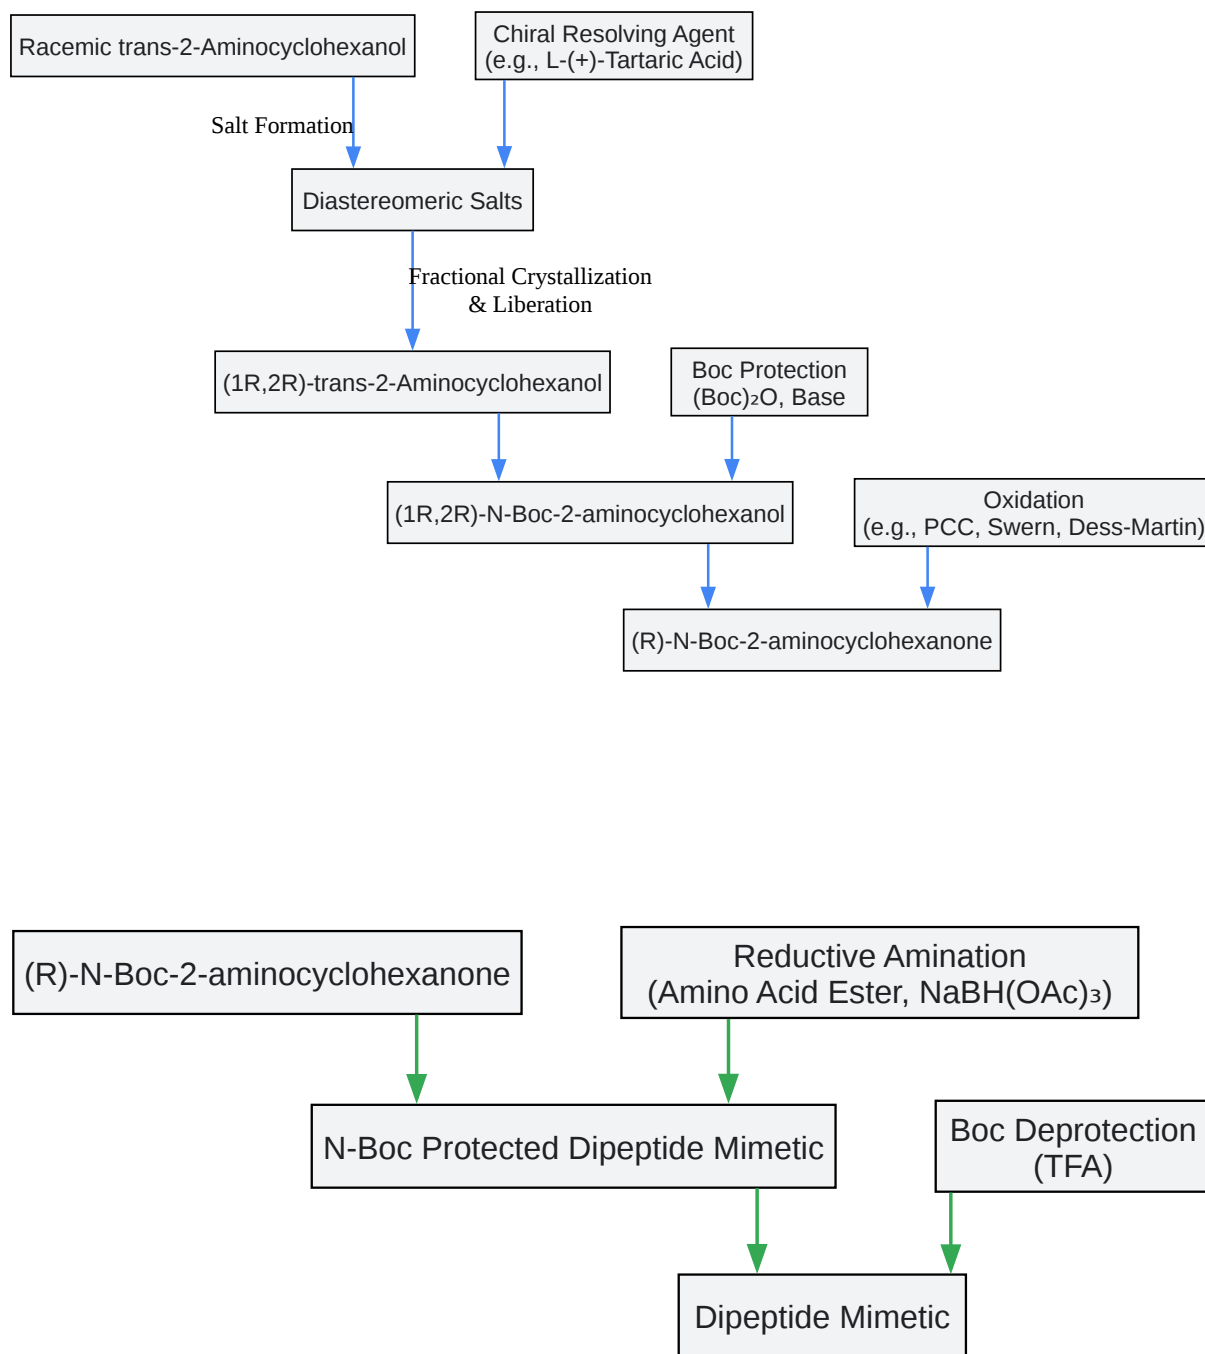 Racemic trans-2-Aminocyclohexanol
Chiral Resolving Agent
(e.g., L-(+)-Tartaric Acid)
Salt Formation
Diastereomeric Salts
Fractional Crystallization
& Liberation
(1R,2R)-trans-2-Aminocyclohexanol
Boc Protection
(Boc)₂O, Base
(1R,2R)-N-Boc-2-aminocyclohexanol
Oxidation
(e.g., PCC, Swern, Dess-Martin)
(R)-N-Boc-2-aminocyclohexanone
(R)-N-Boc-2-aminocyclohexanone
Reductive Amination
(Amino Acid Ester, NaBH(OAc)₃)
N-Boc Protected Dipeptide Mimetic
Boc Deprotection
(TFA)
Dipeptide Mimetic